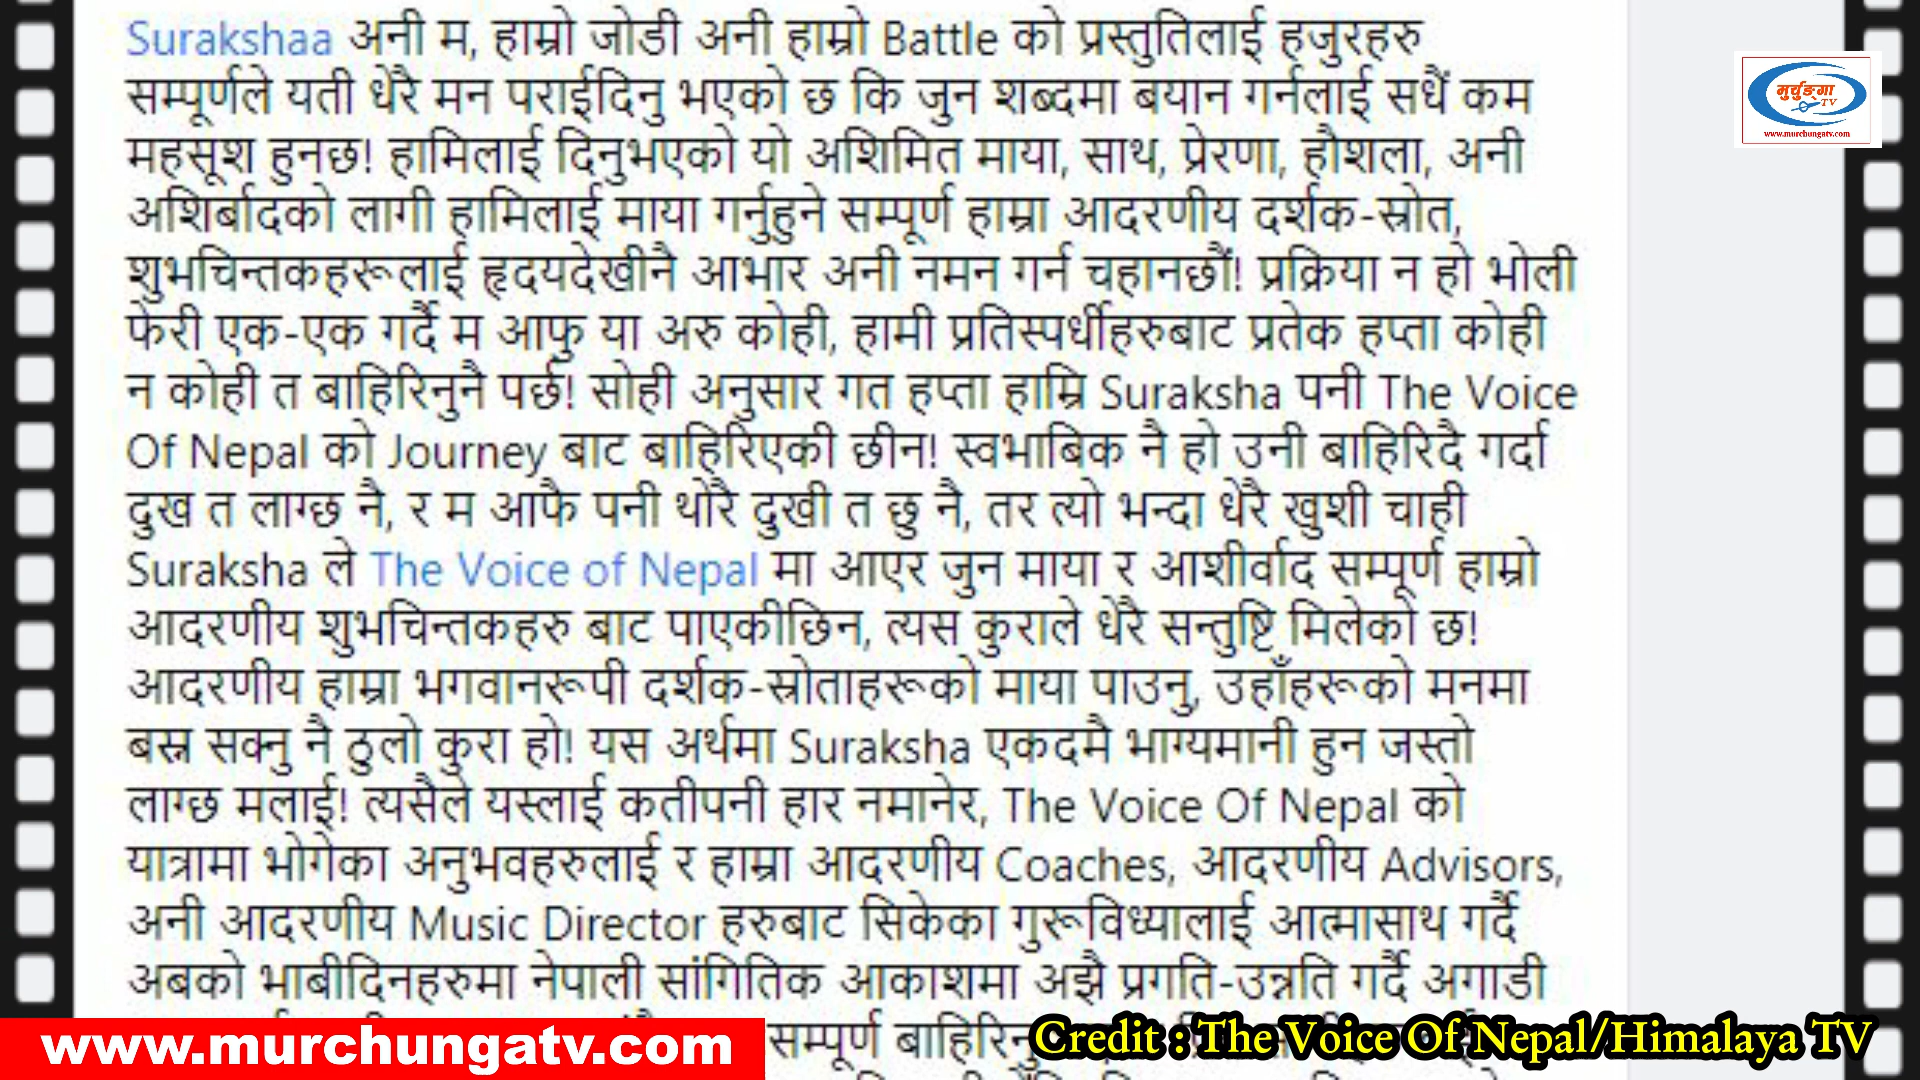 Surakshaa अनी म, हाम्रो जोडी अनी हाम्रो Battle को प्रस्तुतिलाई हजुरहरु
सम्पूर्णले यती धेरै मन पराईदिनु भएको छ कि जुन शब्दमा बयान गर्नलाई सधैं कम
महसूश हुनछ! हामिलाई दिनुभएको यो अशिमित माया, साथ, प्रेरणा, हौशला, अनी
अशिर्बादको लागी हामिलाई माया गर्नुहुने सम्पूर्ण हाम्रा आदरणीय दर्शक-स्रोत,
शुभचिन्तकहरूलाई हृदयदेखीनै आभार अनी नमन गर्न चहानछौं! प्रक्रिया न हो भोली
फेरी एक-एक गर्दै म आफु या अरु कोही, हामी प्रतिस्पर्धीहरुबाट प्रतेक हप्ता कोही
न कोही त बाहिरिनुनै पर्छ! सोही अनुसार गत हप्ता हाम्रि Suraksha पनी The Voice
Of Nepal को Journey बाट बाहिरिएकी छीन! स्वभाबिक नै हो उनी बाहिरिदै गर्दा
दुख त लाग्छ नै, र म आफै पनी थोरै दुखी त छु नै, तर त्यो भन्दा धेरै खुशी चाही
Suraksha ले The Voice of Nepal मा आएर जुन माया र आशीर्वाद सम्पूर्ण हाम्रो
आदरणीय शुभचिन्तकहरु बाट पाएकीछिन, त्यस कुराले धेरै सन्तुष्टि मिलेको छ!
आदरणीय हाम्रा भगवानरूपी दर्शक-स्रोताहरूको माया पाउनु, उहाँहरूको मनमा
बस्न सक्नु नै ठुलो कुरा हो! यस अर्थमा Suraksha एकदमै भाग्यमानी हुन जस्तो
लाग्छ मलाई! त्यसैले यस्लाई कतीपनी हार नमानेर, The Voice Of Nepal को
यात्रामा भोगेका अनुभवहरुलाई र हाम्रा आदरणीय Coaches, आदरणीय Advisors,
अनी आदरणीय Music Director हरुबाट सिकेका गुरूविध्यालाई आत्मासाथ गर्दै
अबको भाबीदिनहरुमा नेपाली सांगितिक आकाशमा अझै प्रगति-उन्नति गर्दै अगाडी
सम्पूर्ण
मुर्चुङ्गा
TV
www.murchungatv.com
www.murchungatv.com
Credit : The Voice Of Nepal/Himalaya TV